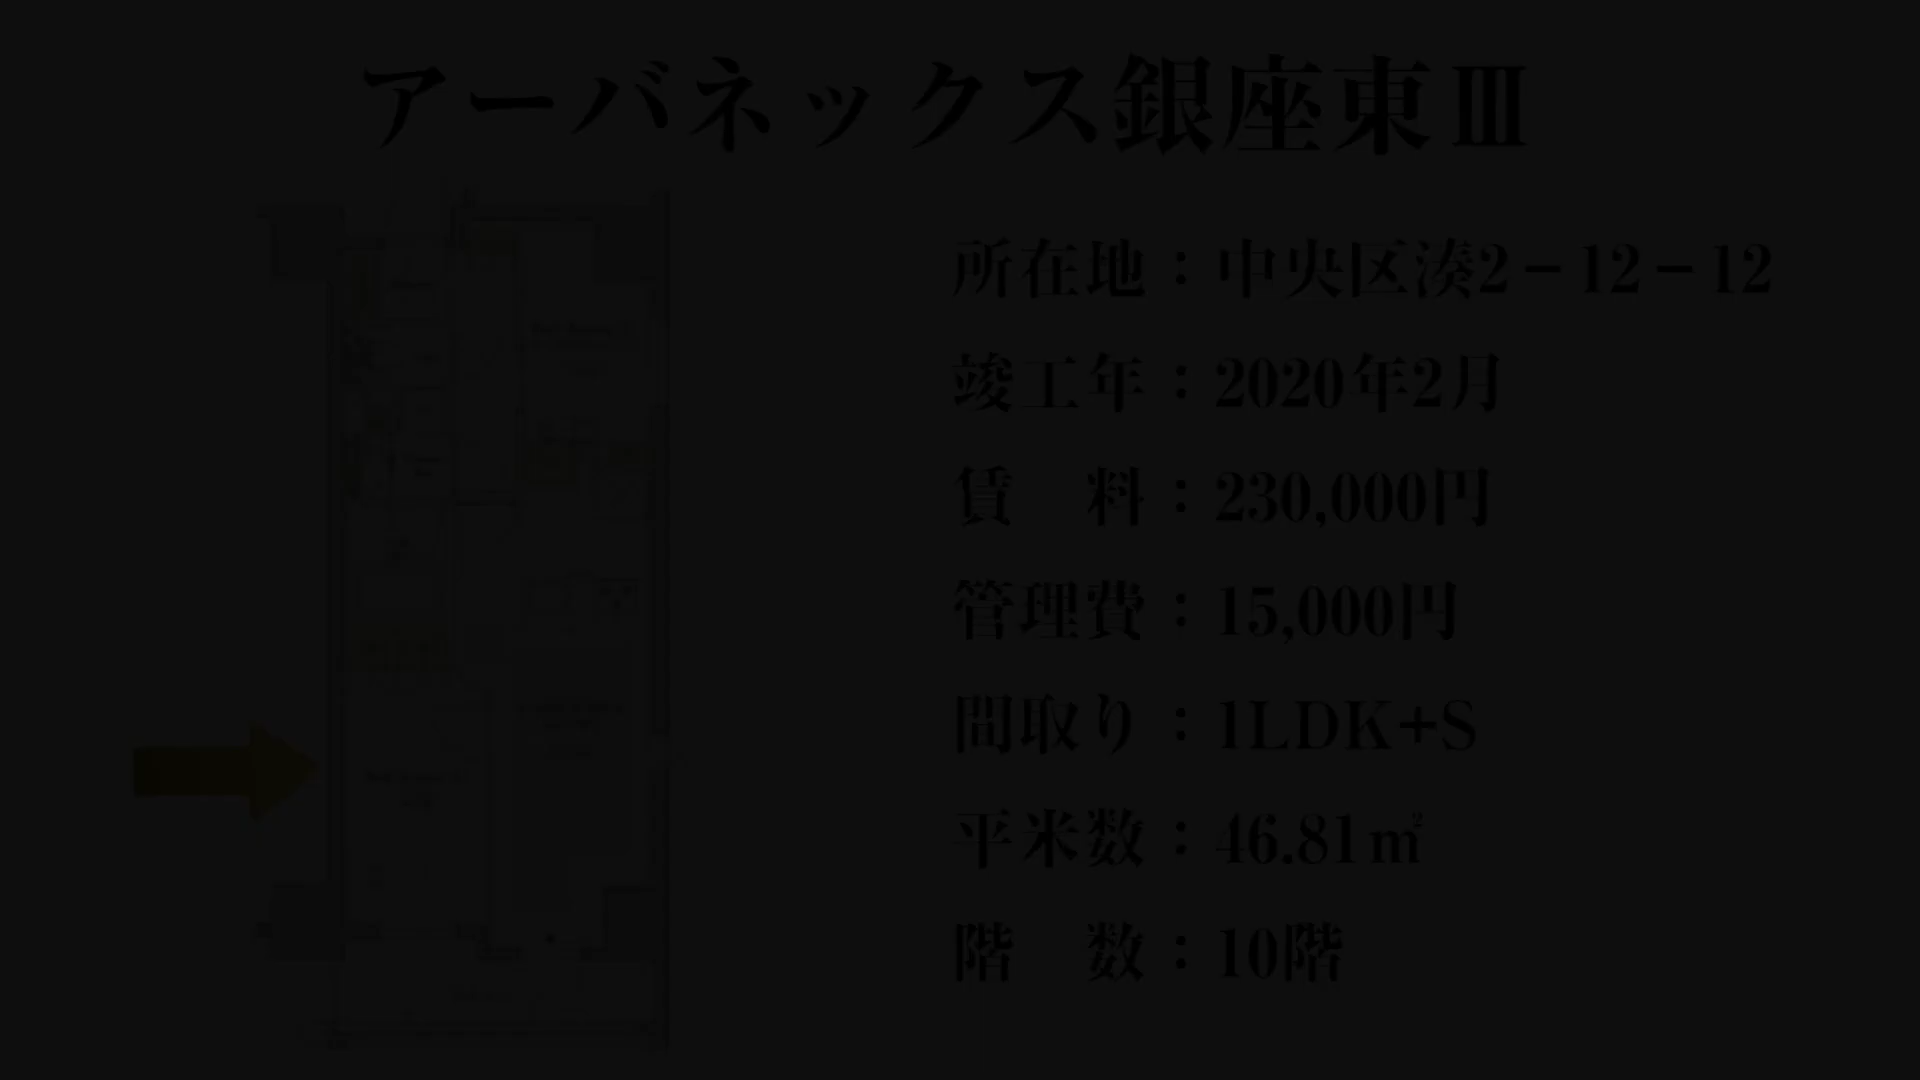 アーバネックス銀座東Ⅲ
所在地：中央区湊2－12－12
竣工年：2020年2月
賃　料：230,000円
管理費：15,000円
間取り：1LDK+S
平米数：46.81㎡
階　数：10階